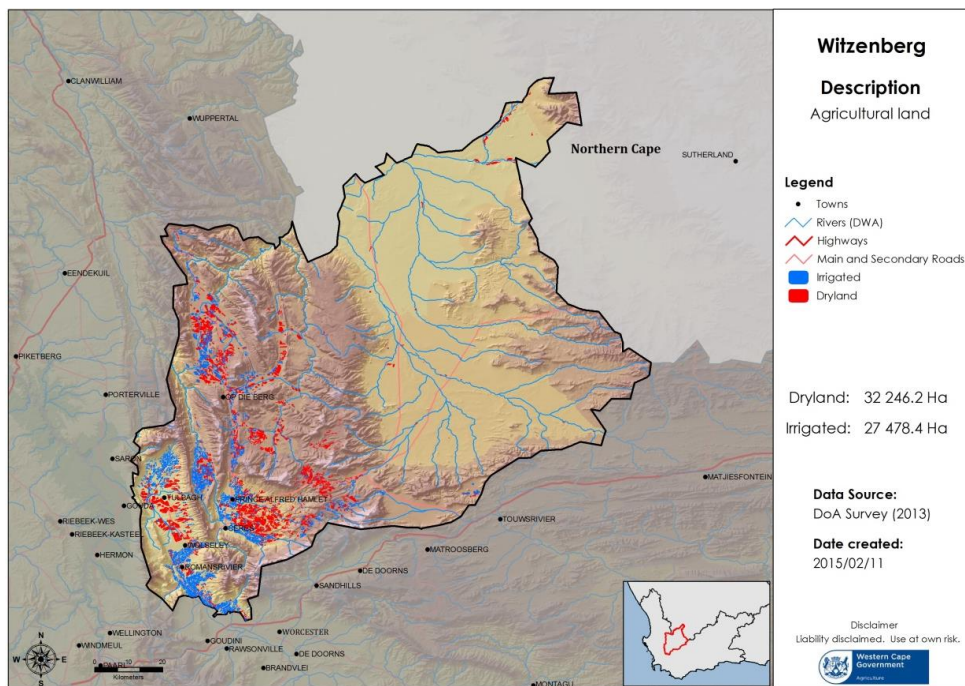 CLANWILLIAM
WUPPERTAL
Northern Cape
SUTHERLAND
EENDEKUIL
PIKETBERG
PORTERVILLE
OP DIE BERG
SARON
MATJIESFONTEIN
TULBAGH
PRINCE ALFRED HAMLET
GOUDA
RIEBEEK-WES
TOUWSRIVIER
RIEBEEK-KASTEEL
CERES
WOLSELEY
HERMON
MATROOSBERG
ROMANSRIVIER
DE DOORNS
SANDHILLS
WELLINGTON
WORCESTER
GOUDINI
WINDMEUL
RAWSONVILLE
DE DOORNS
PAARL
BRANDVLEI
MONTAGU
N
W
E
S
0
10
20
Kilometers
Witzenberg
Description
Agricultural land
Legend
Towns
Rivers (DWA)
Highways
Main and Secondary Roads
Irrigated
Dryland
Dryland: 32 246.2 Ha
Irrigated: 27 478.4 Ha
Data Source:
DoA Survey (2013)
Date created:
2015/02/11
Disclaimer
Liability disclaimed. Use at own risk.
Western Cape
Government
Agriculture